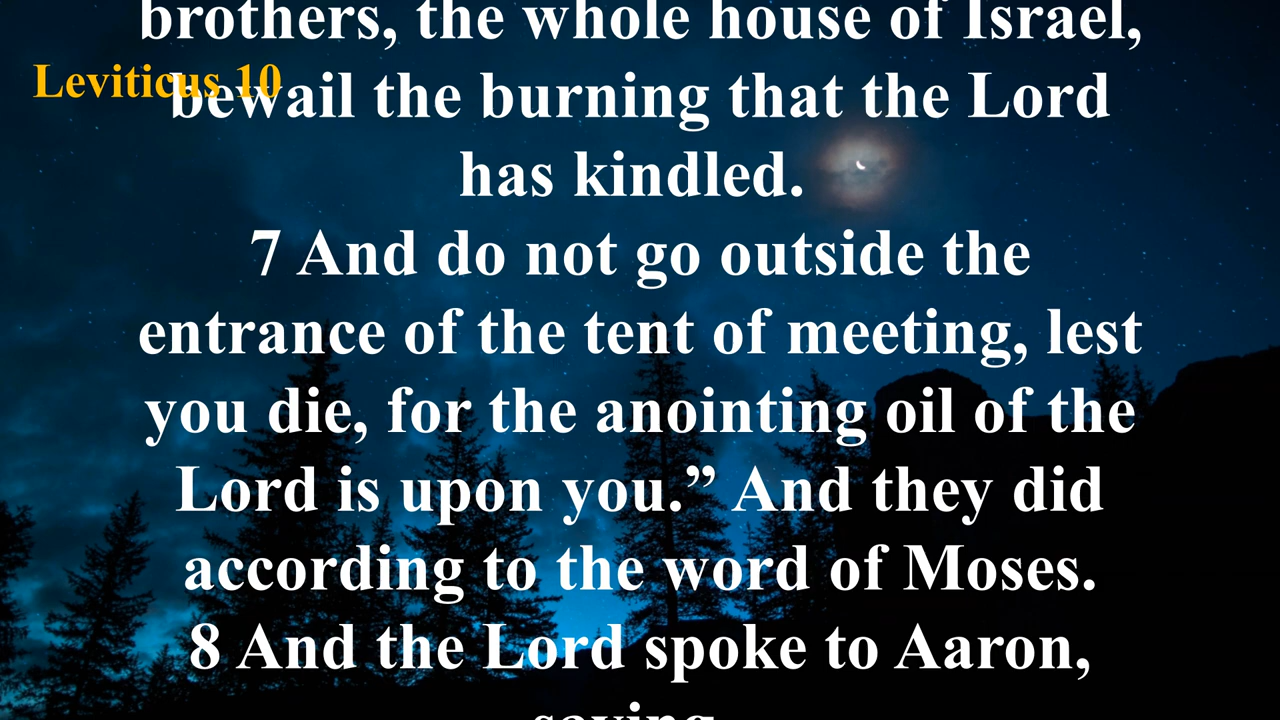 brothers, the whole house of Israel,
Leviticus 10
bewail the burning that the Lord
has kindled.
7 And do not go outside the
entrance of the tent of meeting, lest
you die, for the anointing oil of the
Lord is upon you.” And they did
according to the word of Moses.
8 And the Lord spoke to Aaron,
saying,